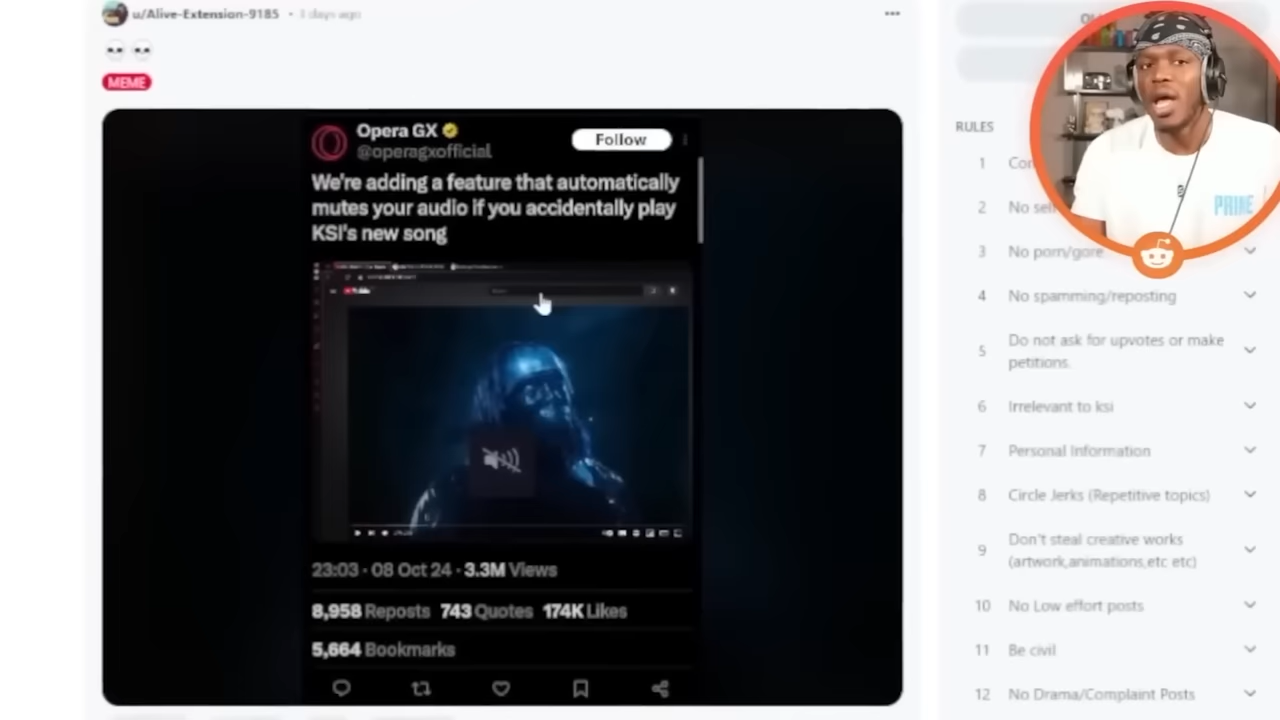 u/Alive-Extension-9185 • 3 days ago
MEME
Opera GX
@operagxofficial
Follow
We're adding a feature that automatically
mutes your audio if you accidentally play
KSI's new song
23:03 · 08 Oct 24 · 3.3M Views
8,958 Reposts 743 Quotes 174K Likes
5,664 Bookmarks
PRIME
RULES
1
2 No
3 No porn/gore
4 No spamming/reposting
5 Do not ask for upvotes or make
petitions.
6 Irrelevant to ksi
7 Personal Information
8 Circle Jerks (Repetitive topics)
9 Don't steal creative works
(artwork,animations,etc etc)
10 No Low effort posts
11 Be civil
12 No Drama/Complaint Posts